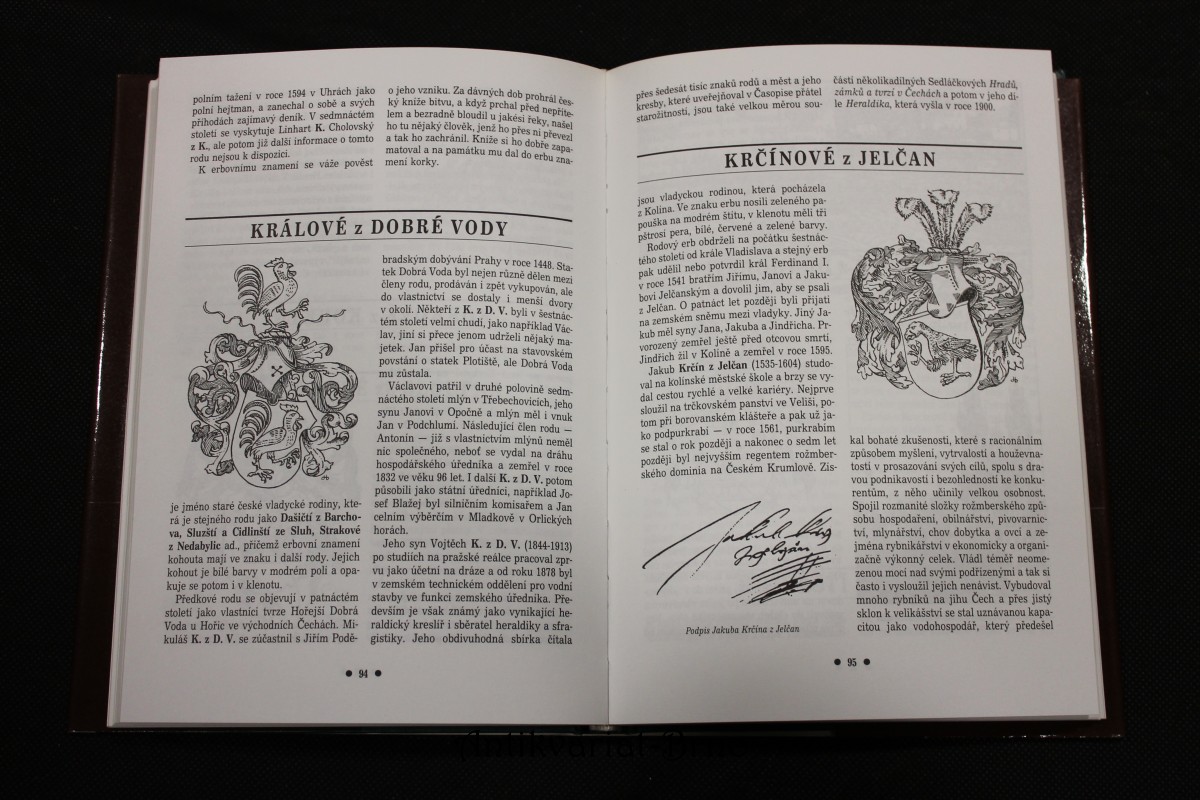 polním tažení v roce 1594 v Uhrách jako
polní hejtman, a zanechal o sobě a svých
příhodách zajímavý deník. V sedmnáctém
století se vyskytuje Linhart K. Cholovský
z K., ale potom již další informace o tomto
rodu nejsou k dispozici.
K erbovnímu znamení se váže pověst
o jeho vzniku. Za dávných dob prohrál čes-
ký kníže bitvu, a když prchal před nepříte-
lem a bezradně bloudil u jakési řeky, našel
ho tu nějaký člověk, jenž ho přes ni převezl
a tak ho zachránil. Kníže si ho dobře zapa-
matoval a na památku mu dal do erbu zna-
mení korky.
KRÁLOVÉ z DOBRÉ VODY
je jméno staré české vladycké rodiny, kte-
rá je stejného rodu jako Dašičtí z Barcho-
va, Služští a Cidlinští ze Sluh, Strakové
z Nedabylic ad., přičemž erbovní znamení
kohouta mají ve znaku i další rody. Jejich
kohout je bílé barvy v modrém poli a opa-
kuje se potom i v klenotu.
Předkové rodu se objevují v patnáctém
století jako vlastníci tvrze Hořejší Dobrá
Voda u Hořic ve východních Čechách. Mi-
kuláš K. z D. V. se zúčastnil s Jiřím Podě-
bradským dobývání Prahy v roce 1448. Sta-
tek Dobrá Voda byl nejen různě dělen mezi
členy rodu, prodáván i zpět vykupován, ale
do vlastnictví se dostaly i menší dvory
v okolí. Někteří z K. z D. V. byli v šestnác-
tém století velmi chudí, jako například Vác-
lav, jiní si přece jenom udrželi nějaký ma-
jetek. Jan přišel pro účast na stavovském
povstání o statek Plotiště, ale Dobrá Voda
mu zůstala.
Václavovi patřil v druhé polovině sedm-
náctého století mlýn v Třebechovicích, jeho
synu Janovi v Opočně a mlýn měl i vnuk
Jan v Podchlumí. Následující člen rodu —
Antonín — již s vlastnictvím mlýnů neměl
nic společného, neboť se vydal na dráhu
hospodářského úředníka a zemřel v roce
1832 ve věku 96 let. I další K. z D. V. potom
působili jako státní úředníci, například Jo-
sef Blažej byl silničním komisařem a Jan
celním výběrčím v Mladkově v Orlických
horách.
Jeho syn Vojtěch K. z D. V. (1844-1913)
po studiích na pražské reálce pracoval zpr-
vu jako účetní na dráze a od roku 1878 byl
v zemském technickém oddělení pro vodní
stavby ve funkci zemského úředníka. Pře-
devším je však známý jako vynikající he-
raldický kreslíř i sběratel heraldiky a sfra-
gistiky. Jeho obdivuhodná sbírka čítala
● 94 ●
přes šedesát tisíc znaků rodů a měst a jeho
kresby, které uveřejňoval v Časopise přátel
starožitností, jsou také velkou měrou sou-
částí několikadílných Sedláčkových Hradů,
zámků a tvrzí v Čechách a potom v jeho dí-
le Heraldika, která vyšla v roce 1900.
KRČÍNOVÉ z JELČAN
jsou vladyckou rodinou, která pocházela
z Kolína. Ve znaku erbu nosili zeleného pa-
pouška na modrém štítu, v klenotu měli tři
pštrosí pera, bílé, červené a zelené barvy.
Rodový erb obdrželi na počátku šestnác-
tého století od krále Vladislava a stejný erb
pak udělil nebo potvrdil král Ferdinand I.
v roce 1541 bratřím Jiřímu, Janovi a Jaku-
bovi Jelčanským a dovolil jim, aby se psali
z Jelčan. O patnáct let později byli přijati
na zemském sněmu mezi vladyky. Jiný Ja-
kub měl syny Jana, Jakuba a Jindřicha. Pr-
vorozený zemřel ještě před otcovou smrtí,
Jindřich žil v Kolíně a zemřel v roce 1595.
Jakub Krčín z Jelčan (1535-1604) studo-
val na kolínské městské škole a brzy se vy-
dal cestou rychlé a velké kariéry. Nejprve
sloužil na trčkovském panství ve Veliši, po-
tom při borovanském klášteře a pak už ja-
ko podpurkrabí — v roce 1561, purkrabím
se stal o rok později a nakonec o sedm let
později byl nejvyšším regentem rožmber-
ského dominia na Českém Krumlově. Zís-
Podpis Jakuba Krčína z Jelčan
kal bohaté zkušenosti, které s racionálním
způsobem myšlení, vytrvalostí a houževna-
tostí v prosazování svých cílů, spolu s dra-
vou podnikavostí i bezohledností ke konku-
rentům, z něho učinily velkou osobnost.
Spojil rozmanité složky rožmberského způ-
sobu hospodaření, obilnářství, pivovarnic-
tví, mlynářství, chov dobytka a ovcí a ze-
jména rybníkářství v ekonomicky a organi-
začně výkonný celek. Vládl téměř neome-
zenou mocí nad svými podřízenými a tak si
často i vysloužil jejich nenávist. Vybudoval
mnoho rybníků na jihu Čech a přes jistý
sklon k velikášství se stal uznávanou kapa-
citou jako vodohospodář, který předešel
● 95 ●